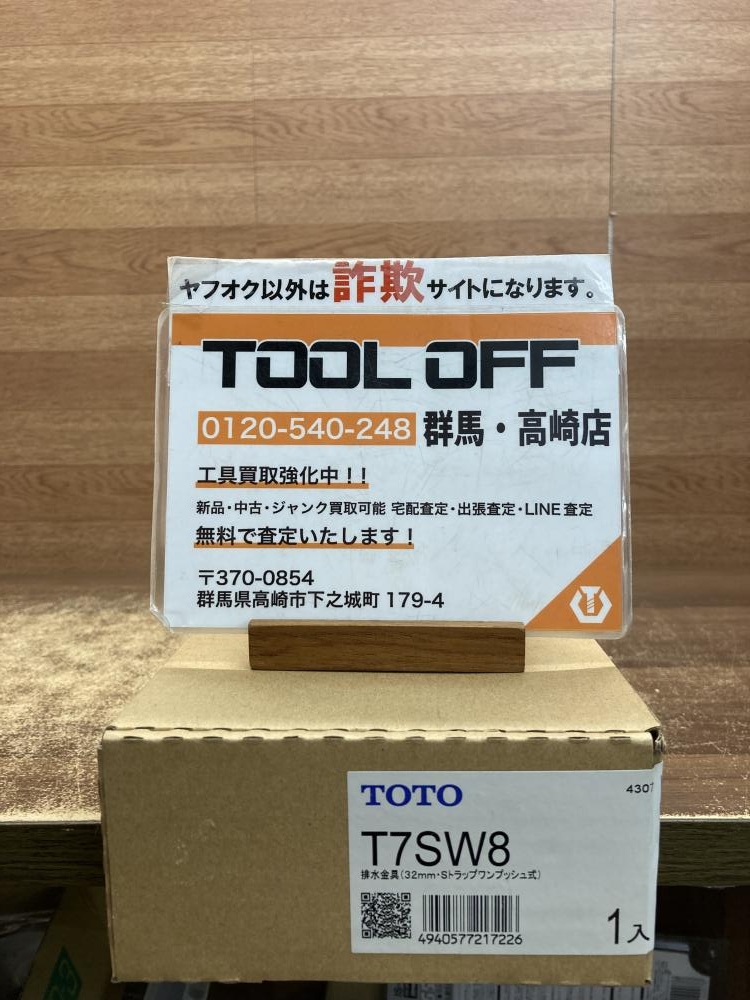 ヤフオク以外は詐欺サイトになります。
TOOL OFF
0120-540-248 群馬・高崎店
工具買取強化中！！
新品・中古・ジャンク買取可能 宅配査定・出張査定・LINE査定
無料で査定いたします！
〒370-0854
群馬県高崎市下之城町 179-4
TOTO
4307
T7SW8
排水金具(32mm・Sトラップワンプッシュ式)
4940577217226
1入